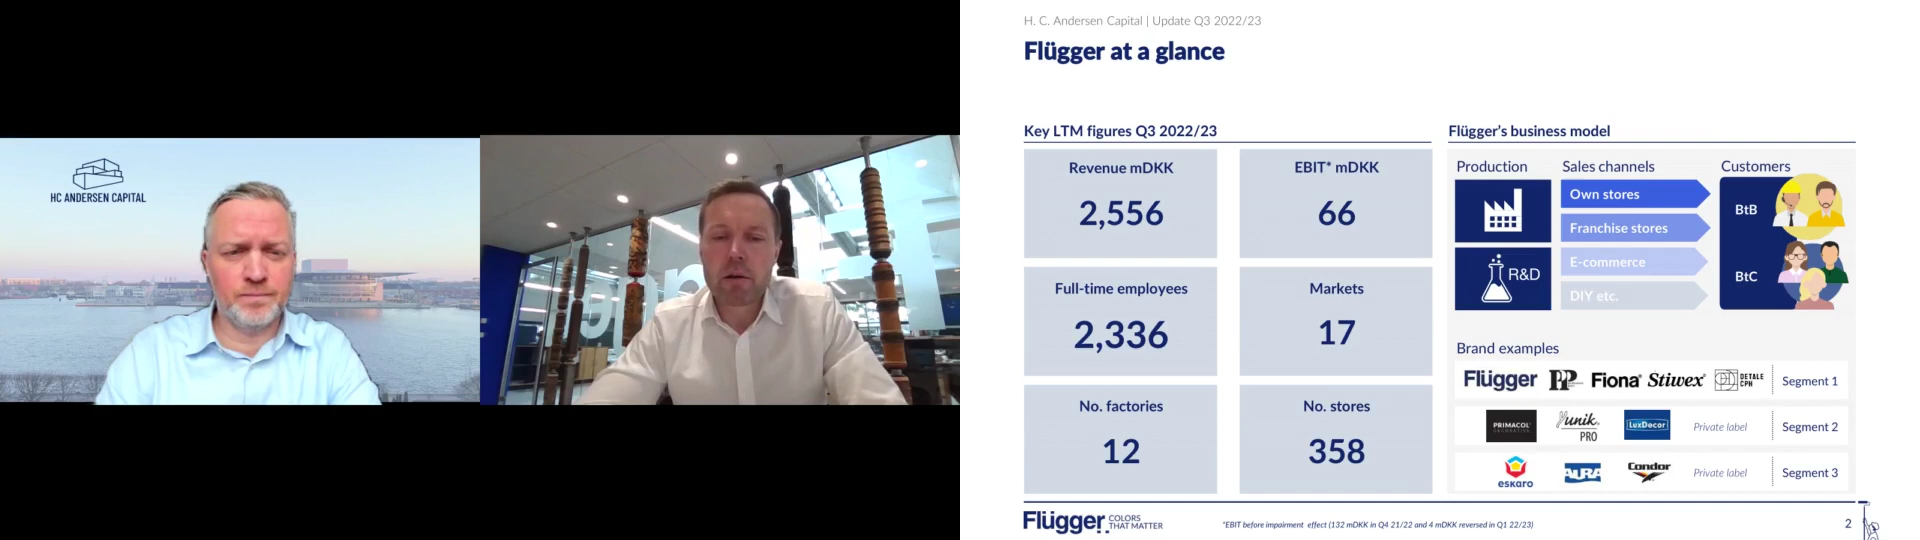 HC ANDERSEN CAPITAL
H. C. Andersen Capital | Update Q3 2022/23
Flügger at a glance
Key LTM figures Q3 2022/23
Revenue mDKK
2,556
EBIT* mDKK
66
Full-time employees
2,336
Markets
17
No. factories
12
No. stores
358
Flügger's business model
Production
Sales channels
Customers
R&D
Own stores
Franchise stores
E-commerce
DIY etc.
BtB
BtC
Brand examples
Flügger PP Fiona® Stiwex® DETALE CPH Segment 1
PRIMACOL DECORATIVE Yunik PRO LuxDecor Private label Segment 2
eskaro AURA Condor Private label Segment 3
Flügger COLORS THAT MATTER
*EBIT before impairment effect (132 mDKK in Q4 21/22 and 4 mDKK reversed in Q1 22/23)
2